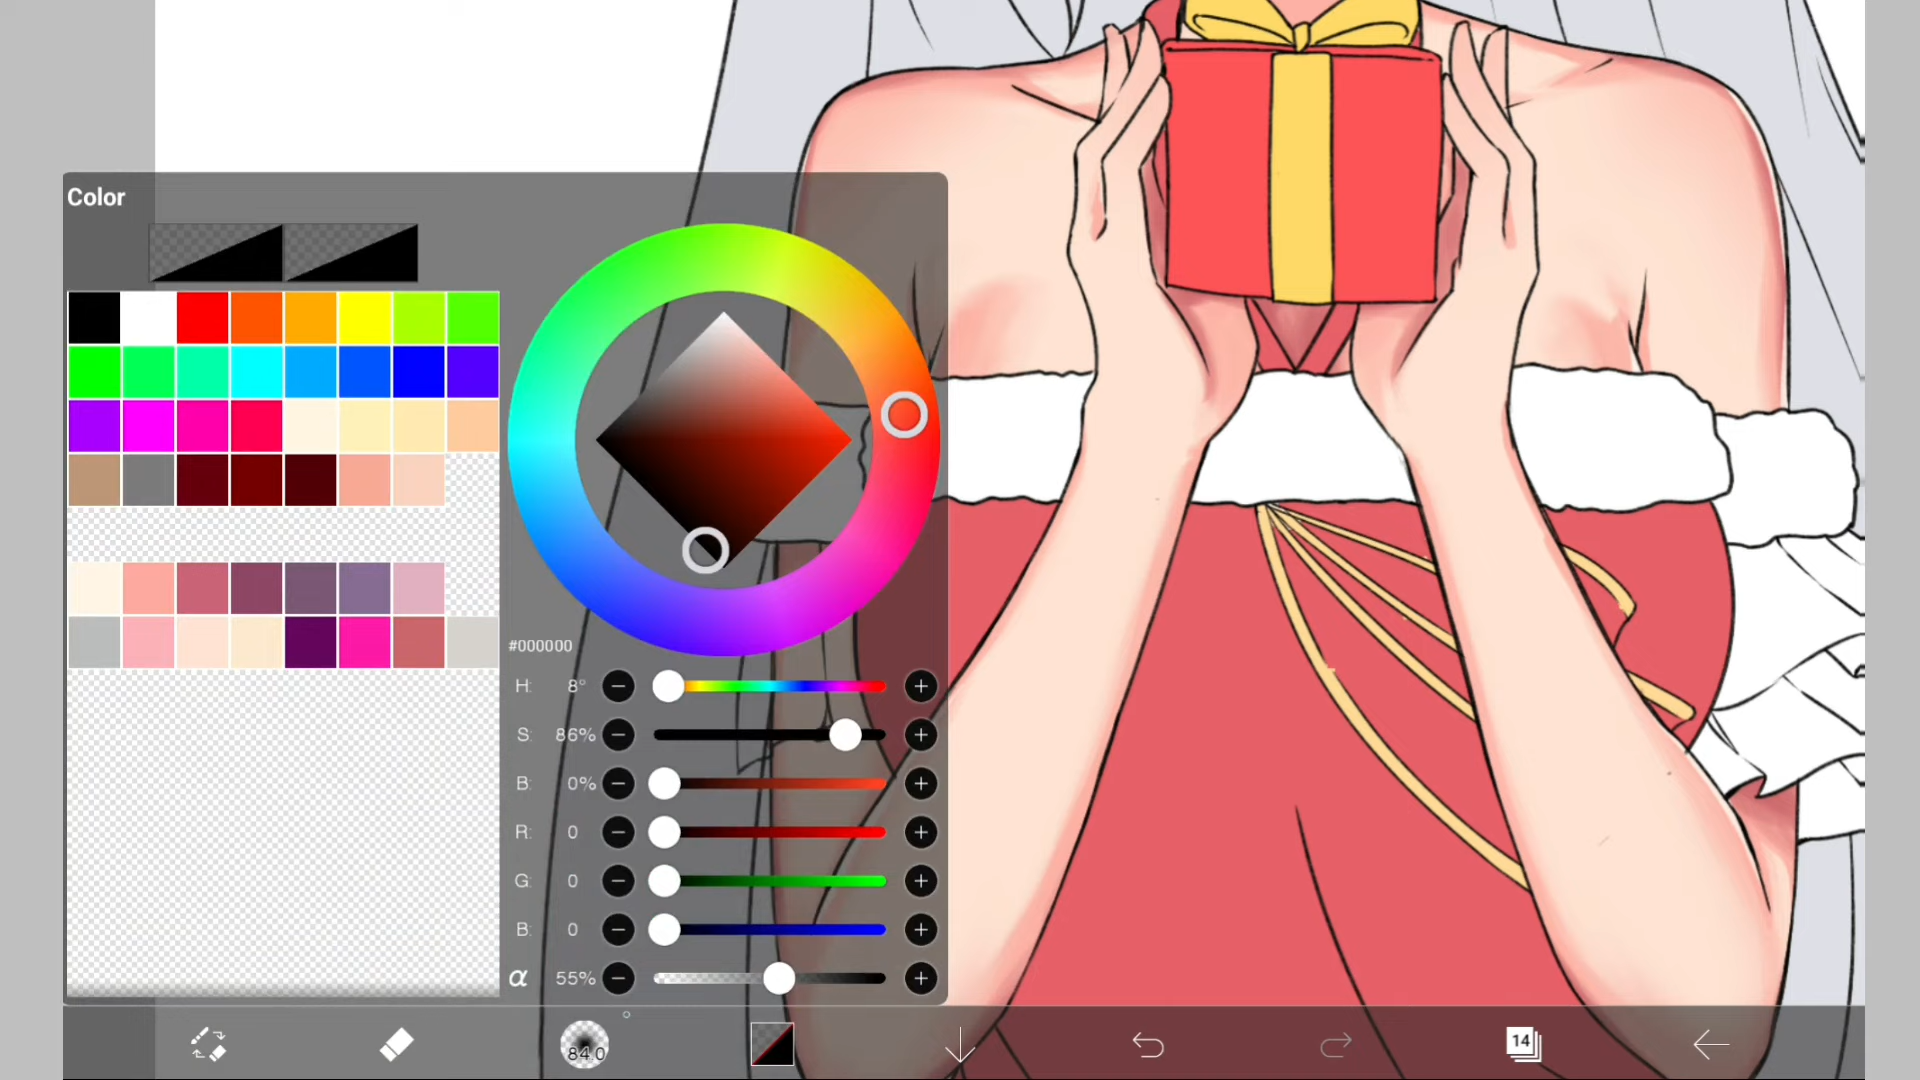 Color
#000000
H: 8°
S: 86%
B: 0%
R: 0
G: 0
B: 0
α 55%
84.0
14